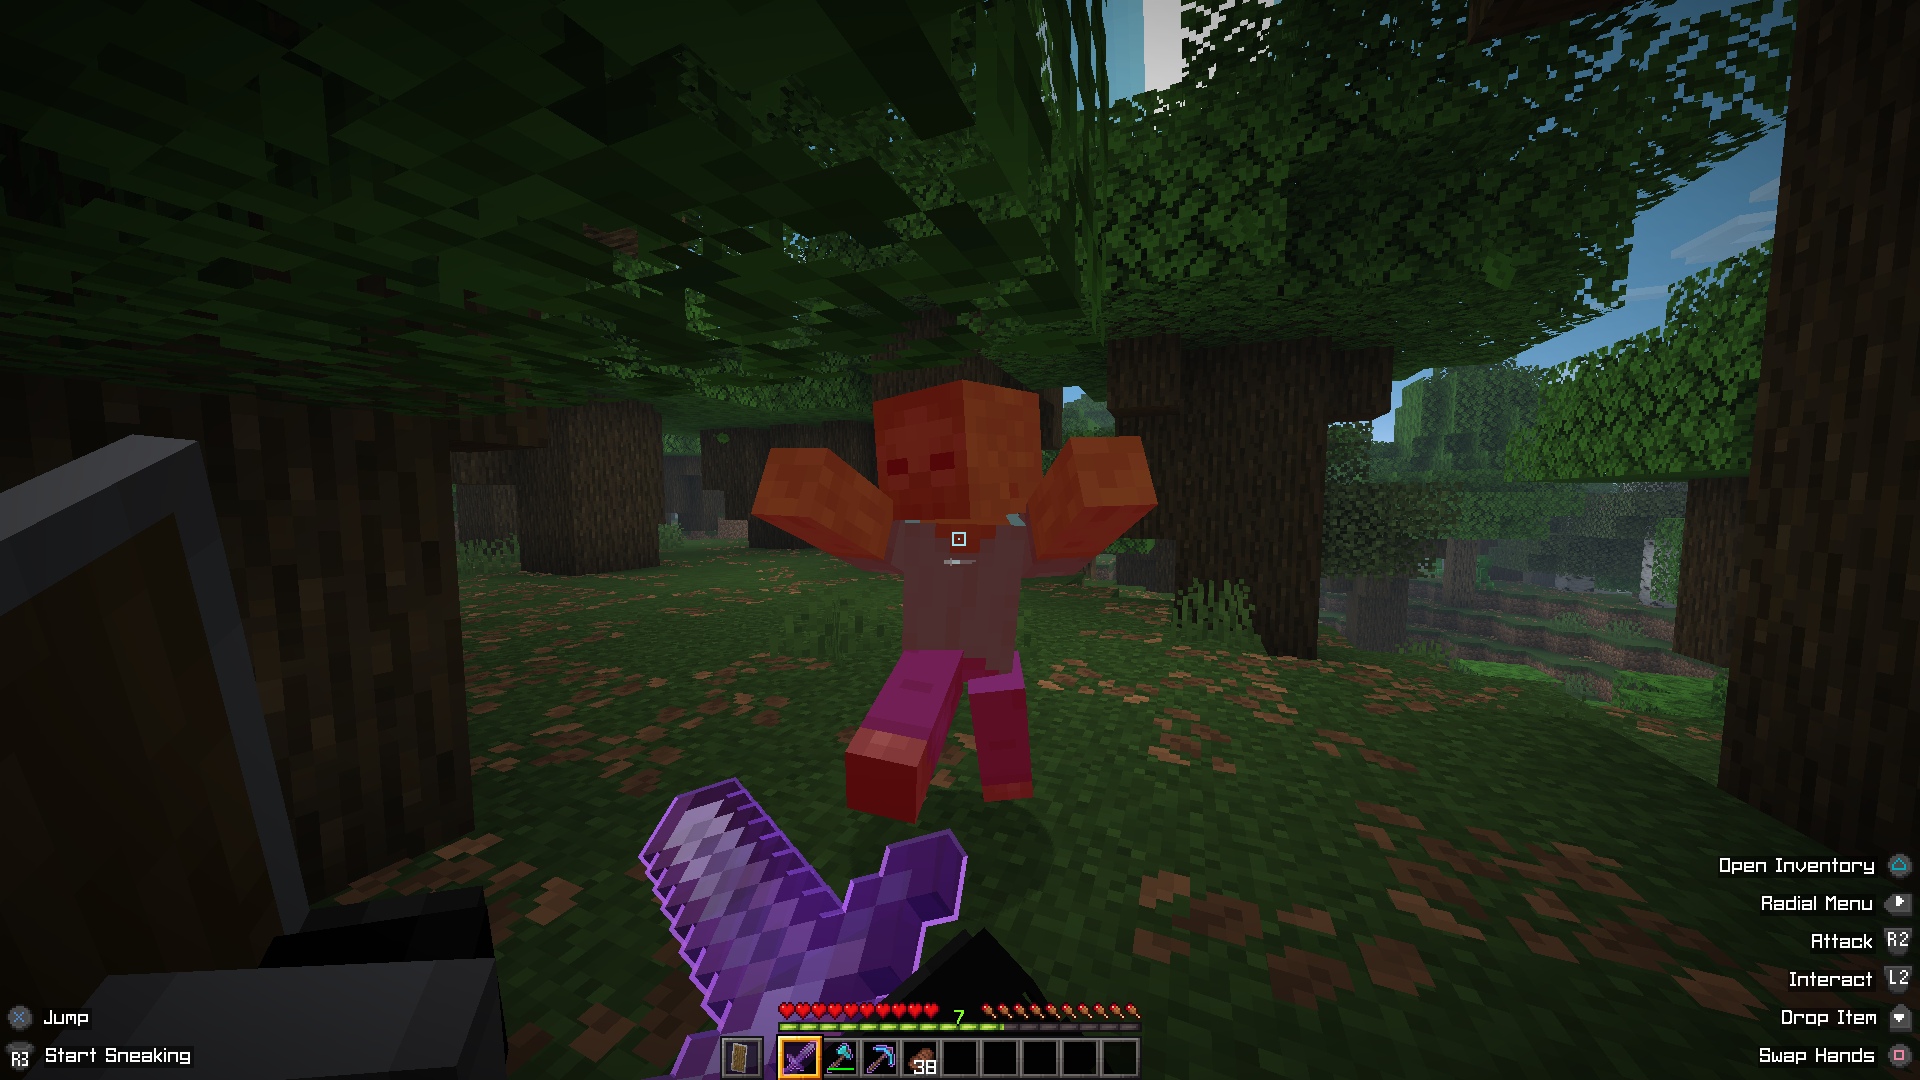 Open Inventory
Radial Menu
Attack R2
Interact L2
Jump
Drop Item
R3 Start Sneaking
Swap Hands
7
38